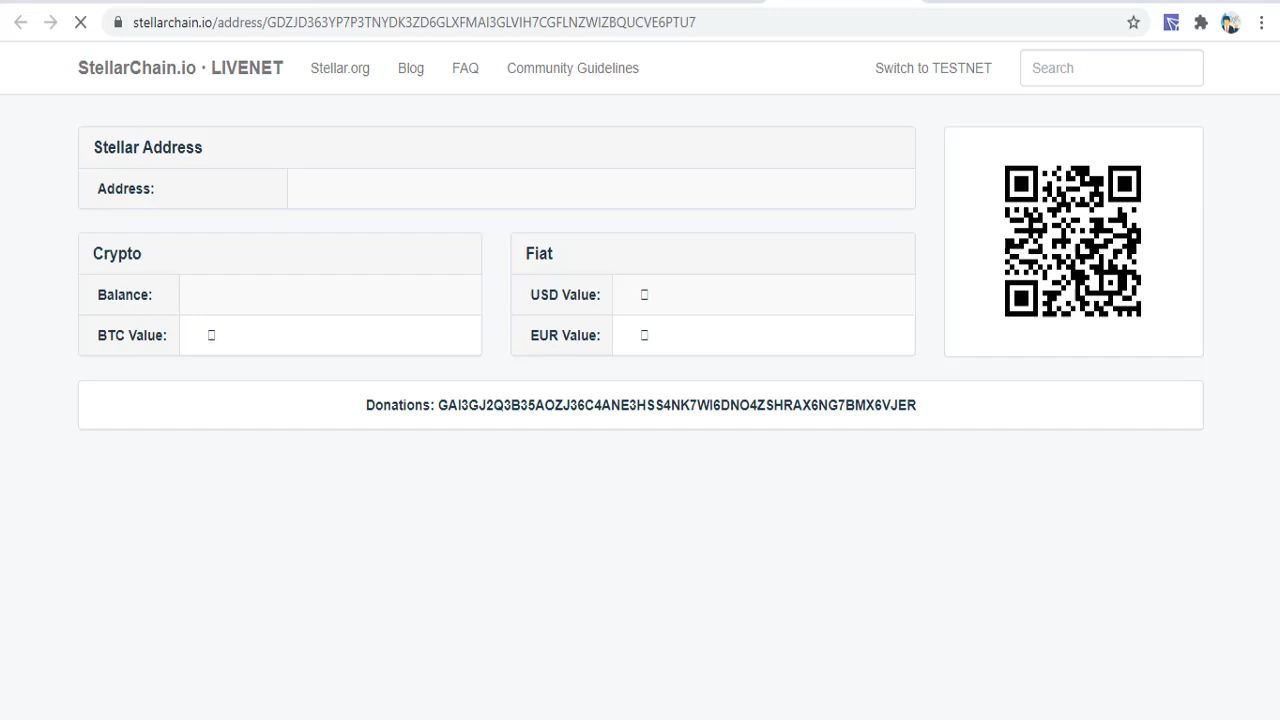 stellarchain.io/address/GDZJD363YP7P3TNYDK3ZD6GLXFMAI3GLVIH7CGFLNZWIZBQUCVE6PTU7
StellarChain.io · LIVENET Stellar.org Blog FAQ Community Guidelines Switch to TESTNET Search
Stellar Address
Address:
Crypto Fiat
Balance: USD Value:
BTC Value: EUR Value:
Donations: GAI3GJ2Q3B35AOZJ36C4ANE3HSS4NK7WI6DNO4ZSHRAX6NG7BMX6VJER